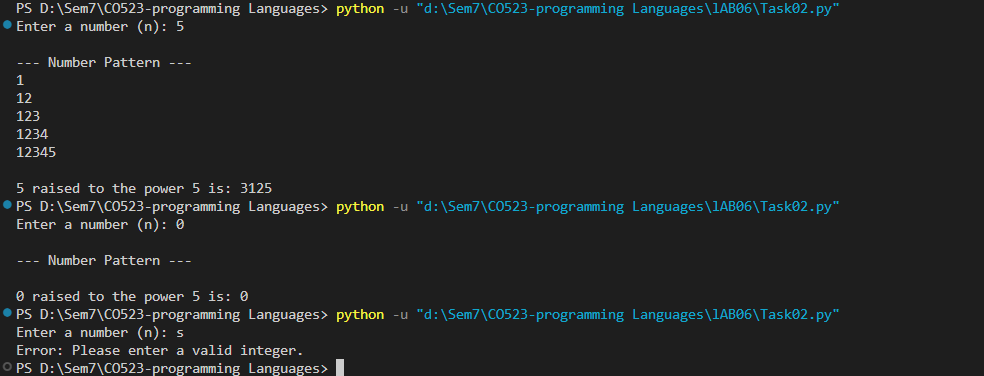 PS D:\Sem7\CO523-programming Languages> python -u "d:\Sem7\CO523-programming Languages\lAB06\Task02.py"
Enter a number (n): 5
--- Number Pattern ---
1
12
123
1234
12345
5 raised to the power 5 is: 3125
PS D:\Sem7\CO523-programming Languages> python -u "d:\Sem7\CO523-programming Languages\lAB06\Task02.py"
Enter a number (n): 0
--- Number Pattern ---
0 raised to the power 5 is: 0
PS D:\Sem7\CO523-programming Languages> python -u "d:\Sem7\CO523-programming Languages\lAB06\Task02.py"
Enter a number (n): s
Error: Please enter a valid integer.
PS D:\Sem7\CO523-programming Languages>